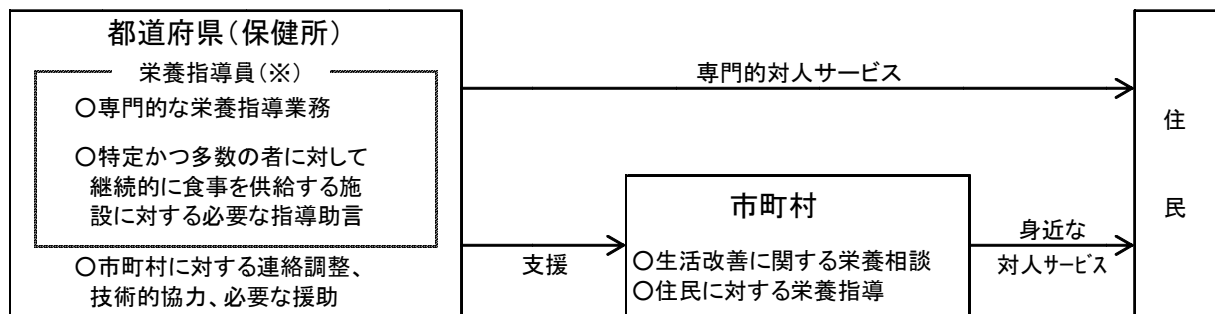 都道府県(保健所)
栄養指導員(※)
○専門的な栄養指導業務
○特定かつ多数の者に対して
継続的に食事を供給する施
設に対する必要な指導助言
○市町村に対する連絡調整、
技術的協力、必要な援助
専門的対人サービス
支援
市町村
○生活改善に関する栄養相談
○住民に対する栄養指導
身近な
対人サービス
住
民